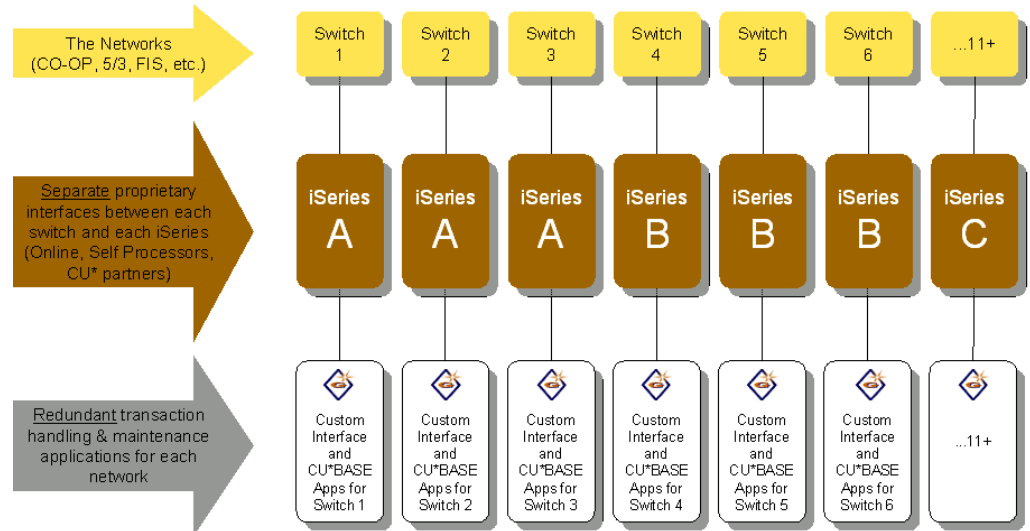 The Networks
(CO-OP, 5/3, FIS, etc.)
Switch
1
Switch
2
Switch
3
Switch
4
Switch
5
Switch
6
...11+
Separate proprietary
interfaces between each
switch and each iSeries
(Online, Self Processors,
CU* partners)
iSeries
A
iSeries
A
iSeries
A
iSeries
B
iSeries
B
iSeries
B
iSeries
C
Redundant transaction
handling & maintenance
applications for each
network
G
Custom
Interface
and
CU*BASE
Apps for
Switch 1
G
Custom
Interface
and
CU*BASE
Apps for
Switch 2
G
Custom
Interface
and
CU*BASE
Apps for
Switch 3
G
Custom
Interface
and
CU*BASE
Apps for
Switch 4
G
Custom
Interface
and
CU*BASE
Apps for
Switch 5
G
Custom
Interface
and
CU*BASE
Apps for
Switch 6
G
...11+